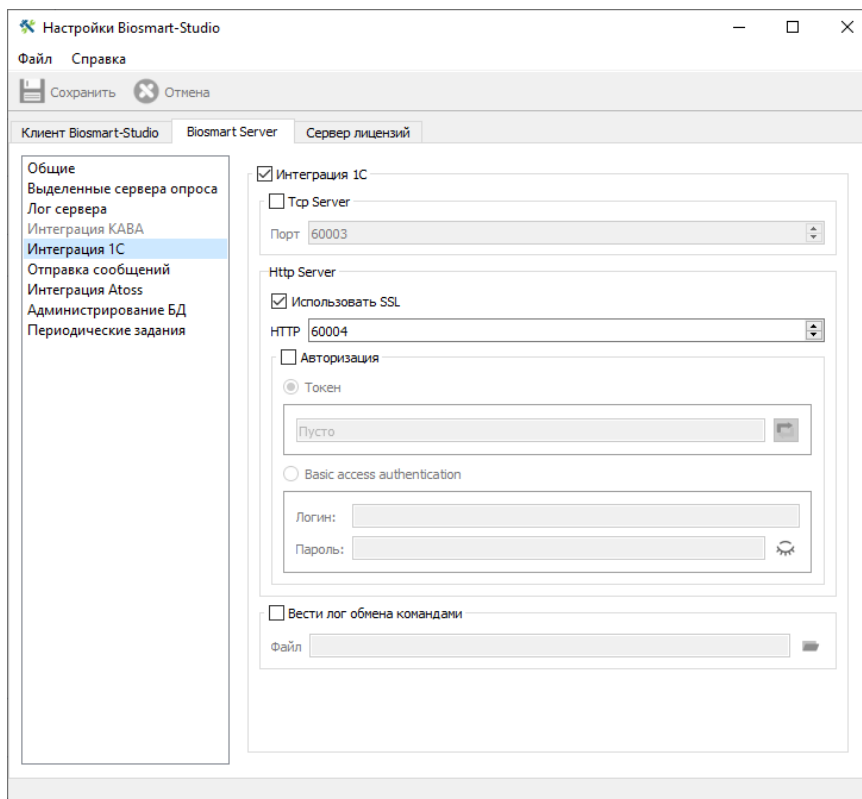 Настройки Biosmart-Studio
Файл Справка
Сохранить Отмена
Клиент Biosmart-Studio Biosmart Server Сервер лицензий
Общие
Выделенные сервера опроса
Лог сервера
Интеграция KABA
Интеграция 1С
Отправка сообщений
Интеграция Atoss
Администрирование БД
Периодические задания
Интеграция 1С
Tcp Server
Порт 60003
Http Server
Использовать SSL
HTTP 60004
Авторизация
Токен
Пусто
Basic access authentication
Логин:
Пароль:
Вести лог обмена командами
Файл